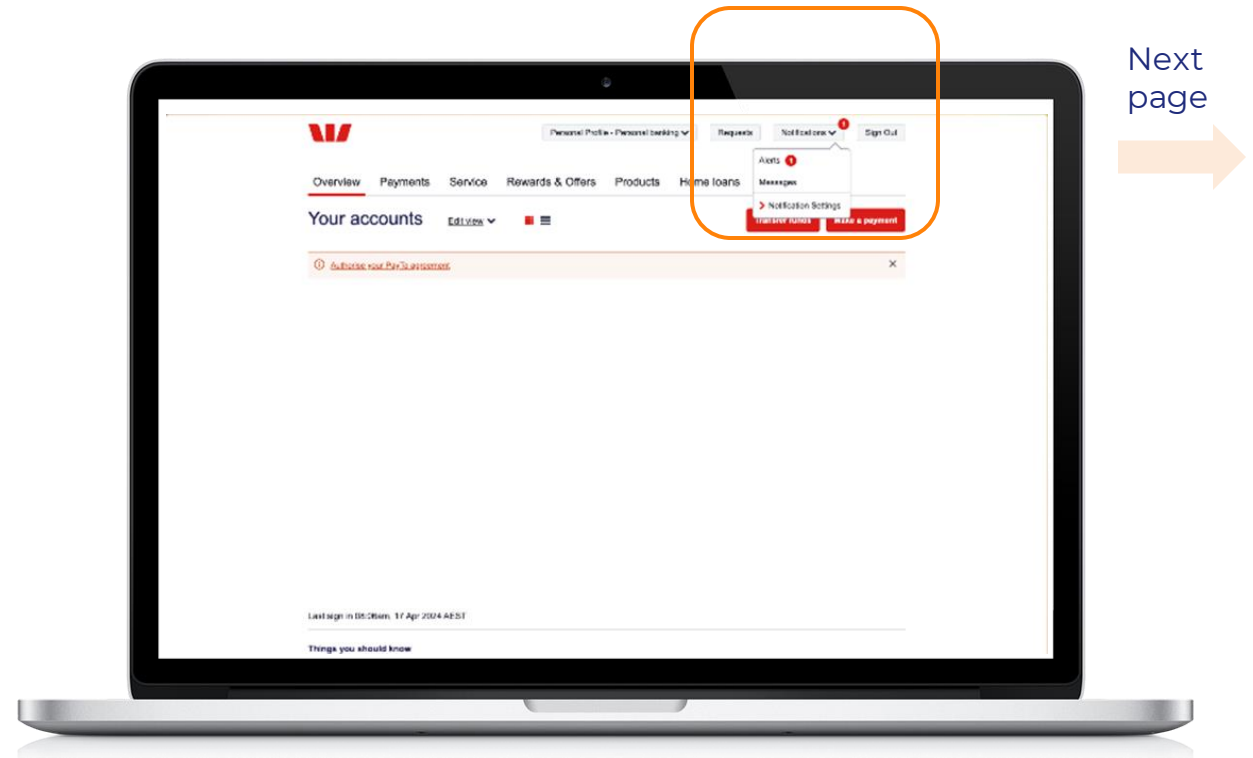 Next
page
Personal Profile - Personal banking
Requests
Notifications
1
Sign Out
Alerts 1
Messages
Notification Settings
Overview
Payments
Service
Rewards & Offers
Products
Home loans
Your accounts
Edit view
Transfer funds
Make a payment
Authorise your PayTo agreement
Last sign in 08:06am, 17 Apr 2024 AEST
Things you should know